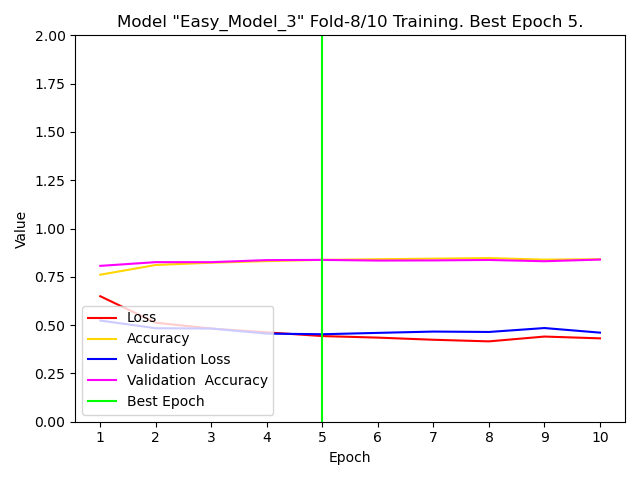 Model "Easy_Model_3" Fold-8/10 Training. Best Epoch 5.
2.00
1.75
1.50
1.25
1.00
0.75
0.50
0.25
0.00
Value
Loss
Accuracy
Validation Loss
Validation  Accuracy
Best Epoch
1 2 3 4 5 6 7 8 9 10
Epoch